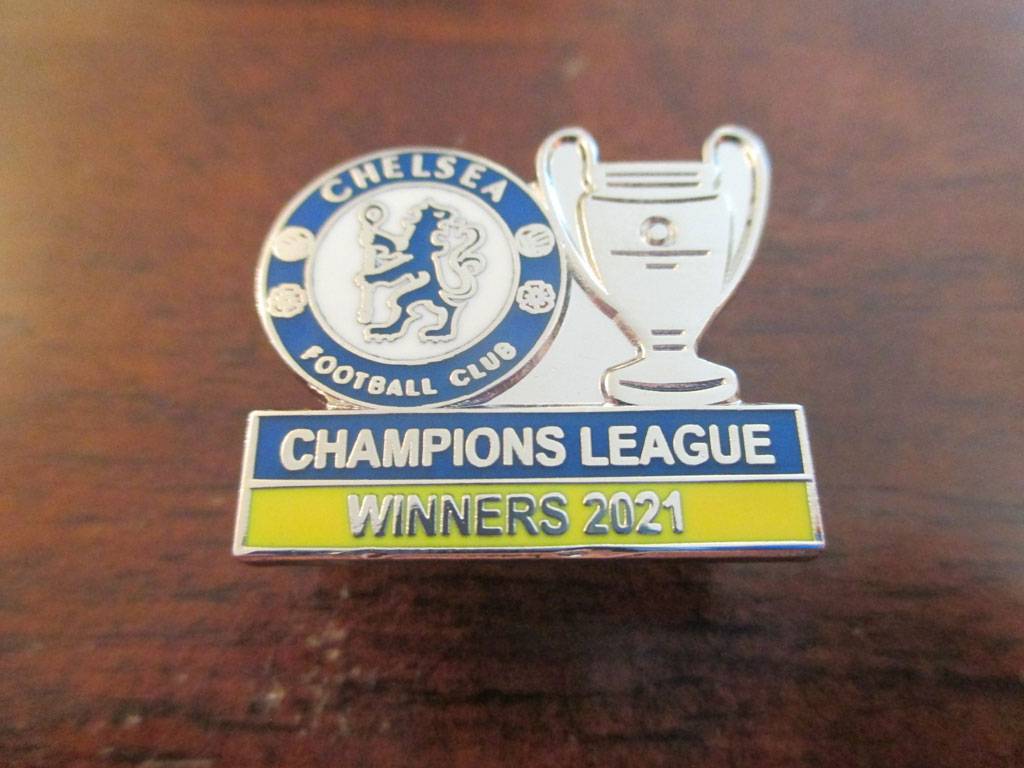 CHELSEA
FOOTBALL CLUB
CHAMPIONS LEAGUE
WINNERS 2021